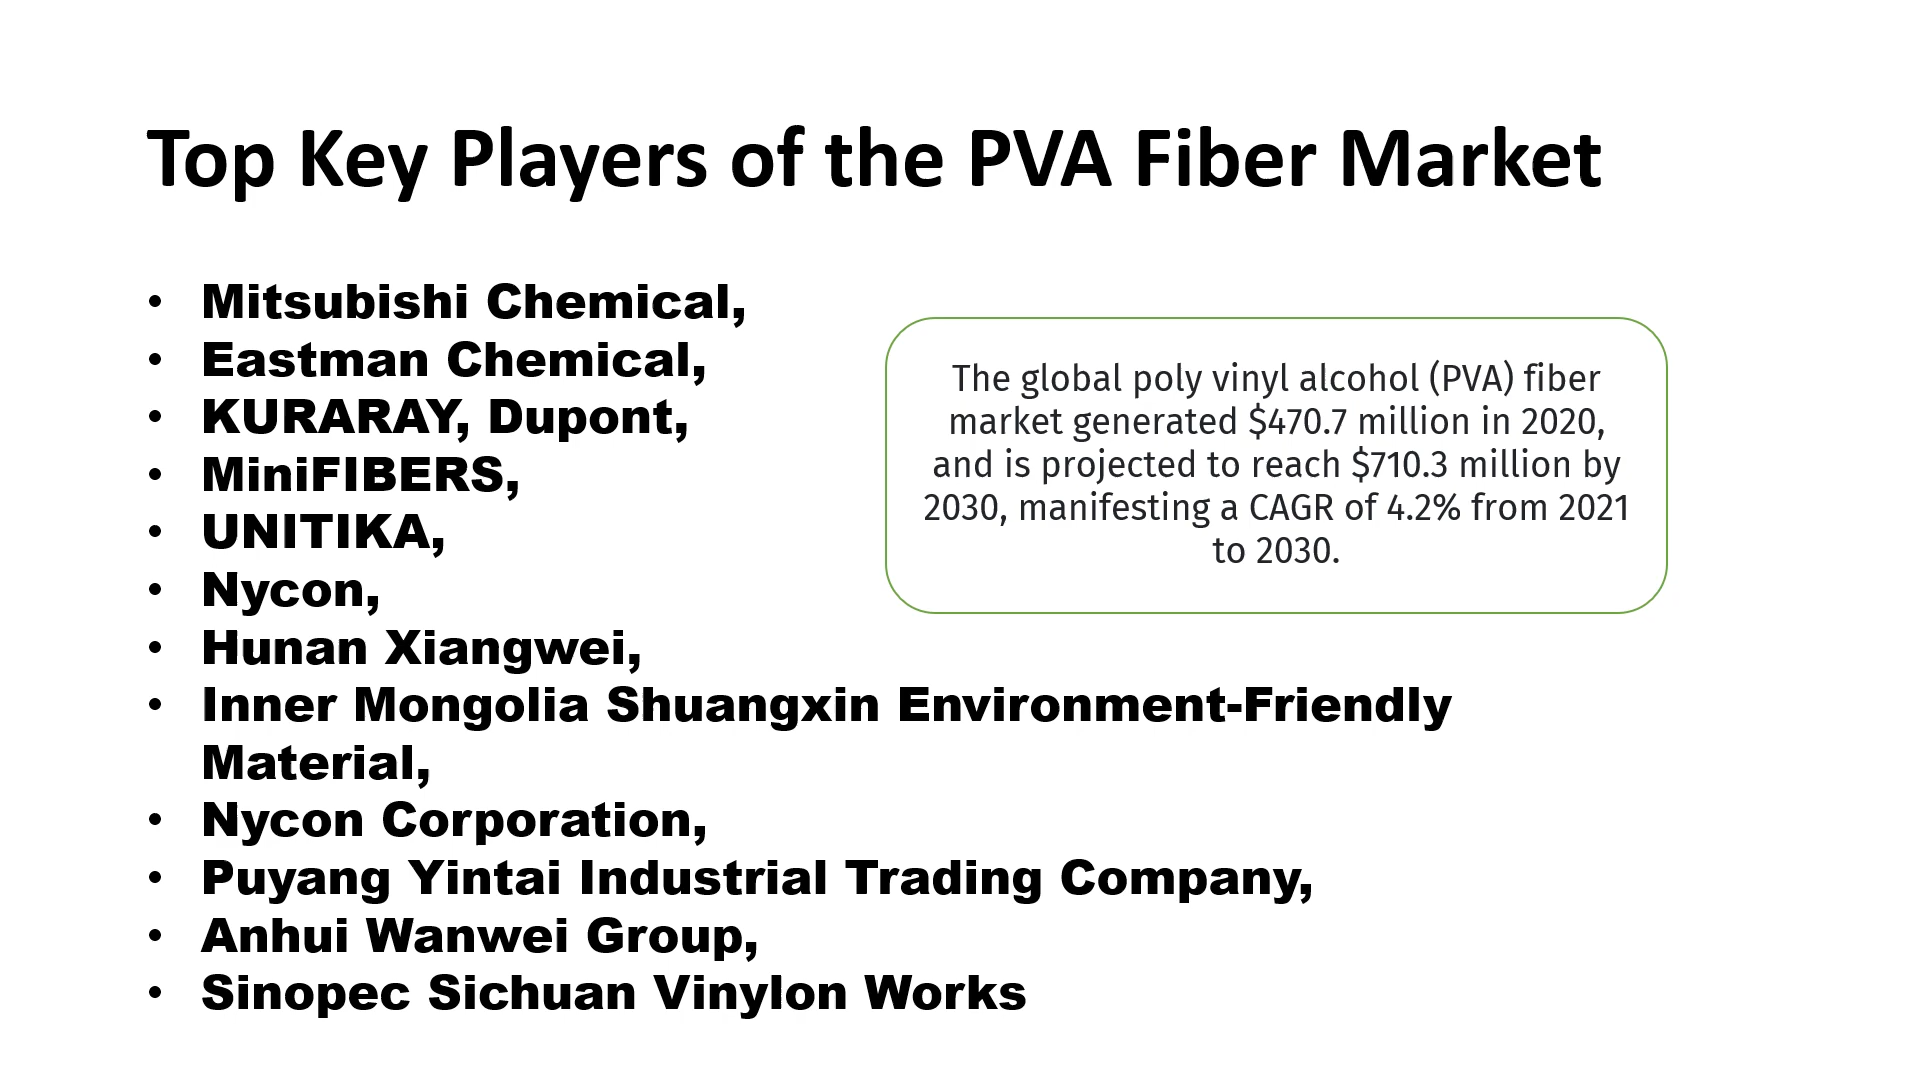 Top Key Players of the PVA Fiber Market
• Mitsubishi Chemical,
• Eastman Chemical,
• KURARAY, Dupont,
• MiniFIBERS,
• UNITIKA,
• Nycon,
• Hunan Xiangwei,
• Inner Mongolia Shuangxin Environment-Friendly
Material,
• Nycon Corporation,
• Puyang Yintai Industrial Trading Company,
• Anhui Wanwei Group,
• Sinopec Sichuan Vinylon Works
The global poly vinyl alcohol (PVA) fiber
market generated $470.7 million in 2020,
and is projected to reach $710.3 million by
2030, manifesting a CAGR of 4.2% from 2021
to 2030.